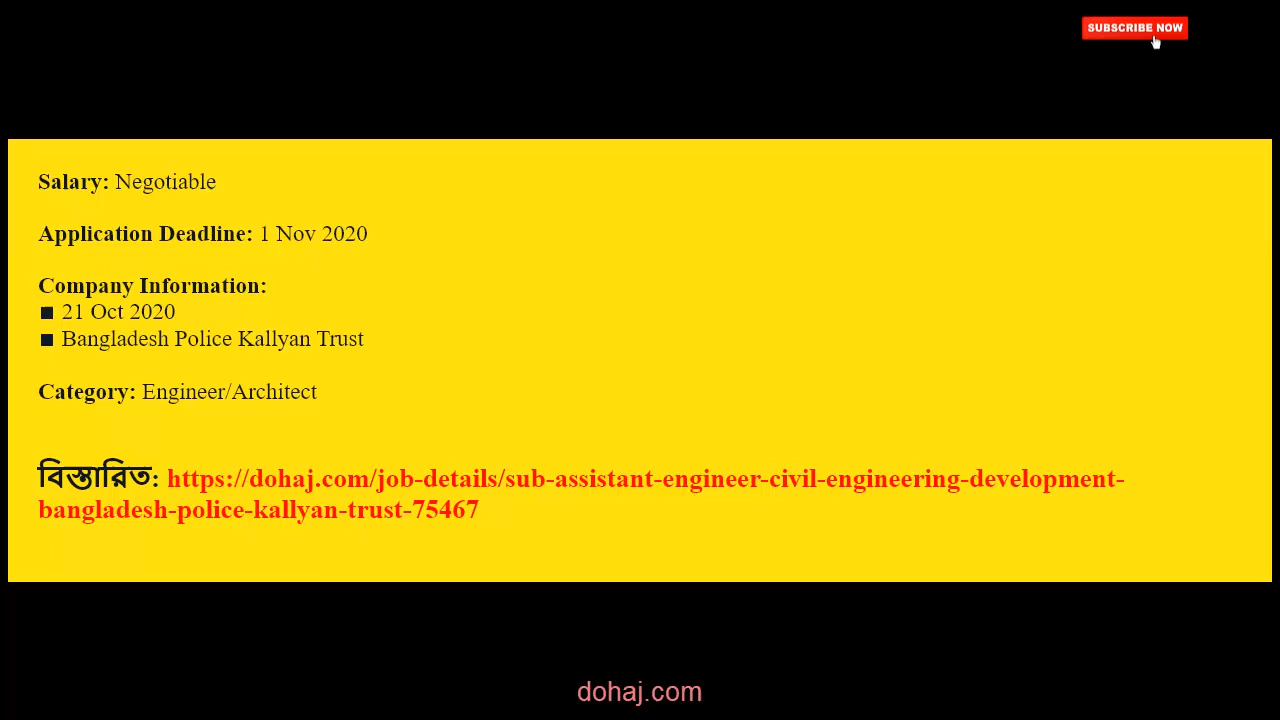 SUBSCRIBE NOW
Salary: Negotiable
Application Deadline: 1 Nov 2020
Company Information:
■ 21 Oct 2020
■ Bangladesh Police Kallyan Trust
Category: Engineer/Architect
বিস্তারিত: https://dohaj.com/job-details/sub-assistant-engineer-civil-engineering-development-
bangladesh-police-kallyan-trust-75467
dohaj.com